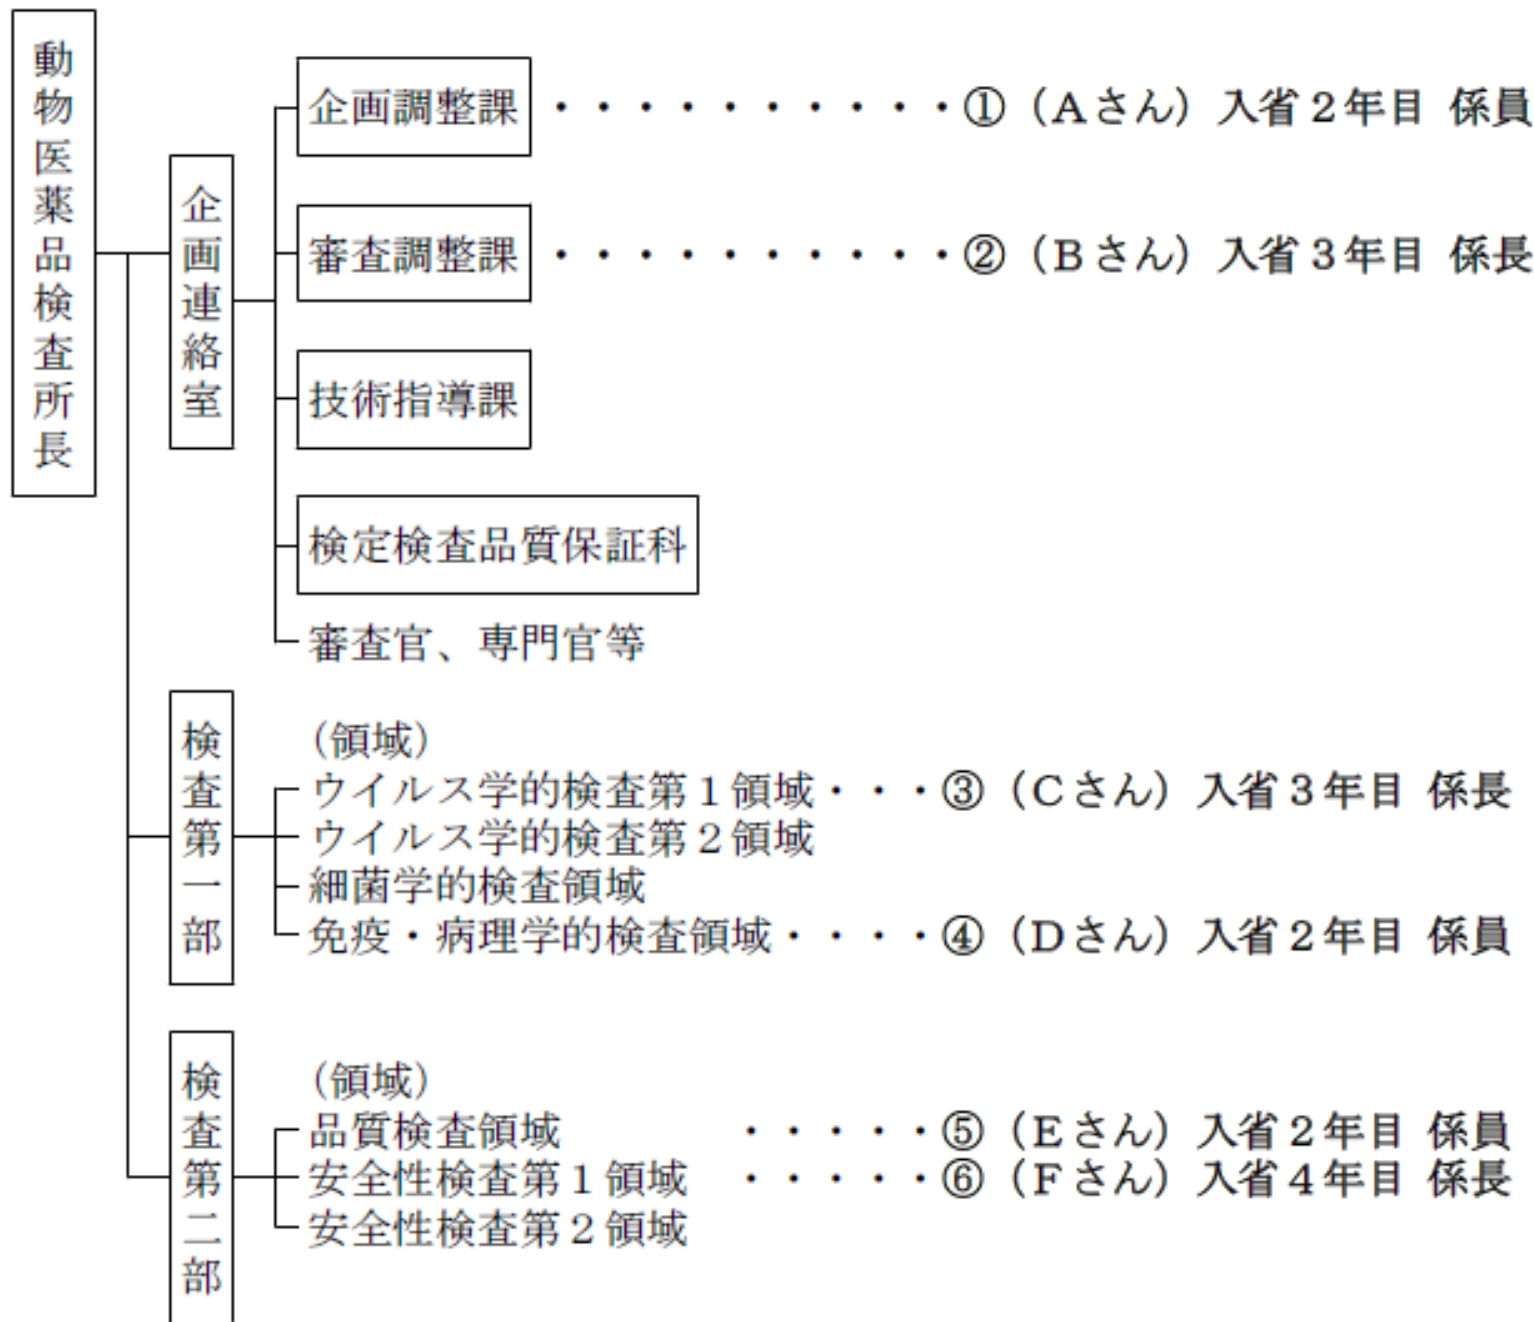 動物医薬品検査所長
企画連絡室
企画調整課 ・・・・・・・・・・① （Aさん）入省２年目 係員
審査調整課 ・・・・・・・・・・② （Bさん）入省３年目 係長
技術指導課
検定検査品質保証科
審査官、専門官等
検査第一部
（領域）
ウイルス学的検査第１領域・・・③ （Cさん）入省３年目 係長
ウイルス学的検査第２領域
細菌学的検査領域
免疫・病理学的検査領域・・・・④ （Dさん）入省２年目 係員
検査第二部
（領域）
品質検査領域 ・・・・・⑤ （Eさん）入省２年目 係員
安全性検査第１領域 ・・・・・⑥ （Fさん）入省４年目 係長
安全性検査第２領域